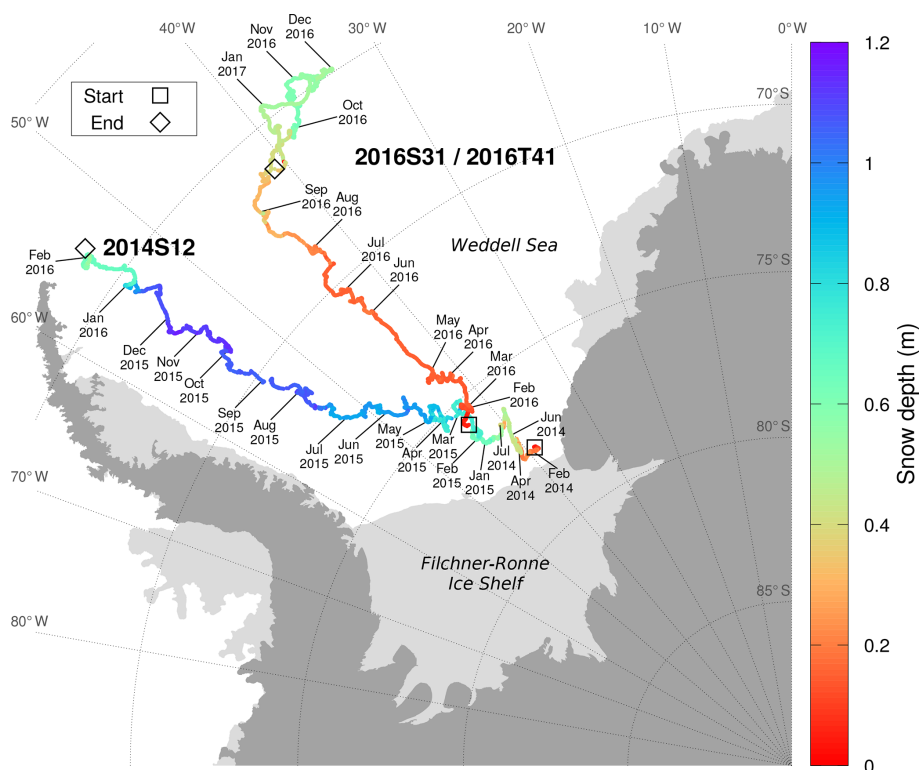 40° W
30° W
20° W
10° W
0° W
Dec
2016
Nov
2016
Jan
2017
Oct
2016
Start
End
50° W
70° S
2016S31 / 2016T41
Sep
2016
Aug
2016
Jul
2016
Jun
2016
Weddell Sea
2014S12
Feb
2016
75° S
60° W
Jan
2016
Dec
2015
Nov
2015
Oct
2015
Sep
2015
Aug
2015
Jul
2015
Jun
2015
May
2015
Apr
2015
Mar
2015
Feb
2015
Jan
2015
May
2016
Apr
2016
Mar
2016
Feb
2016
Jun
2014
Jul
2014
Apr
2014
Feb
2014
80° S
70° W
Filchner-Ronne
Ice Shelf
85° S
80° W
1.2
1
0.8
0.6
0.4
0.2
0
Snow depth (m)